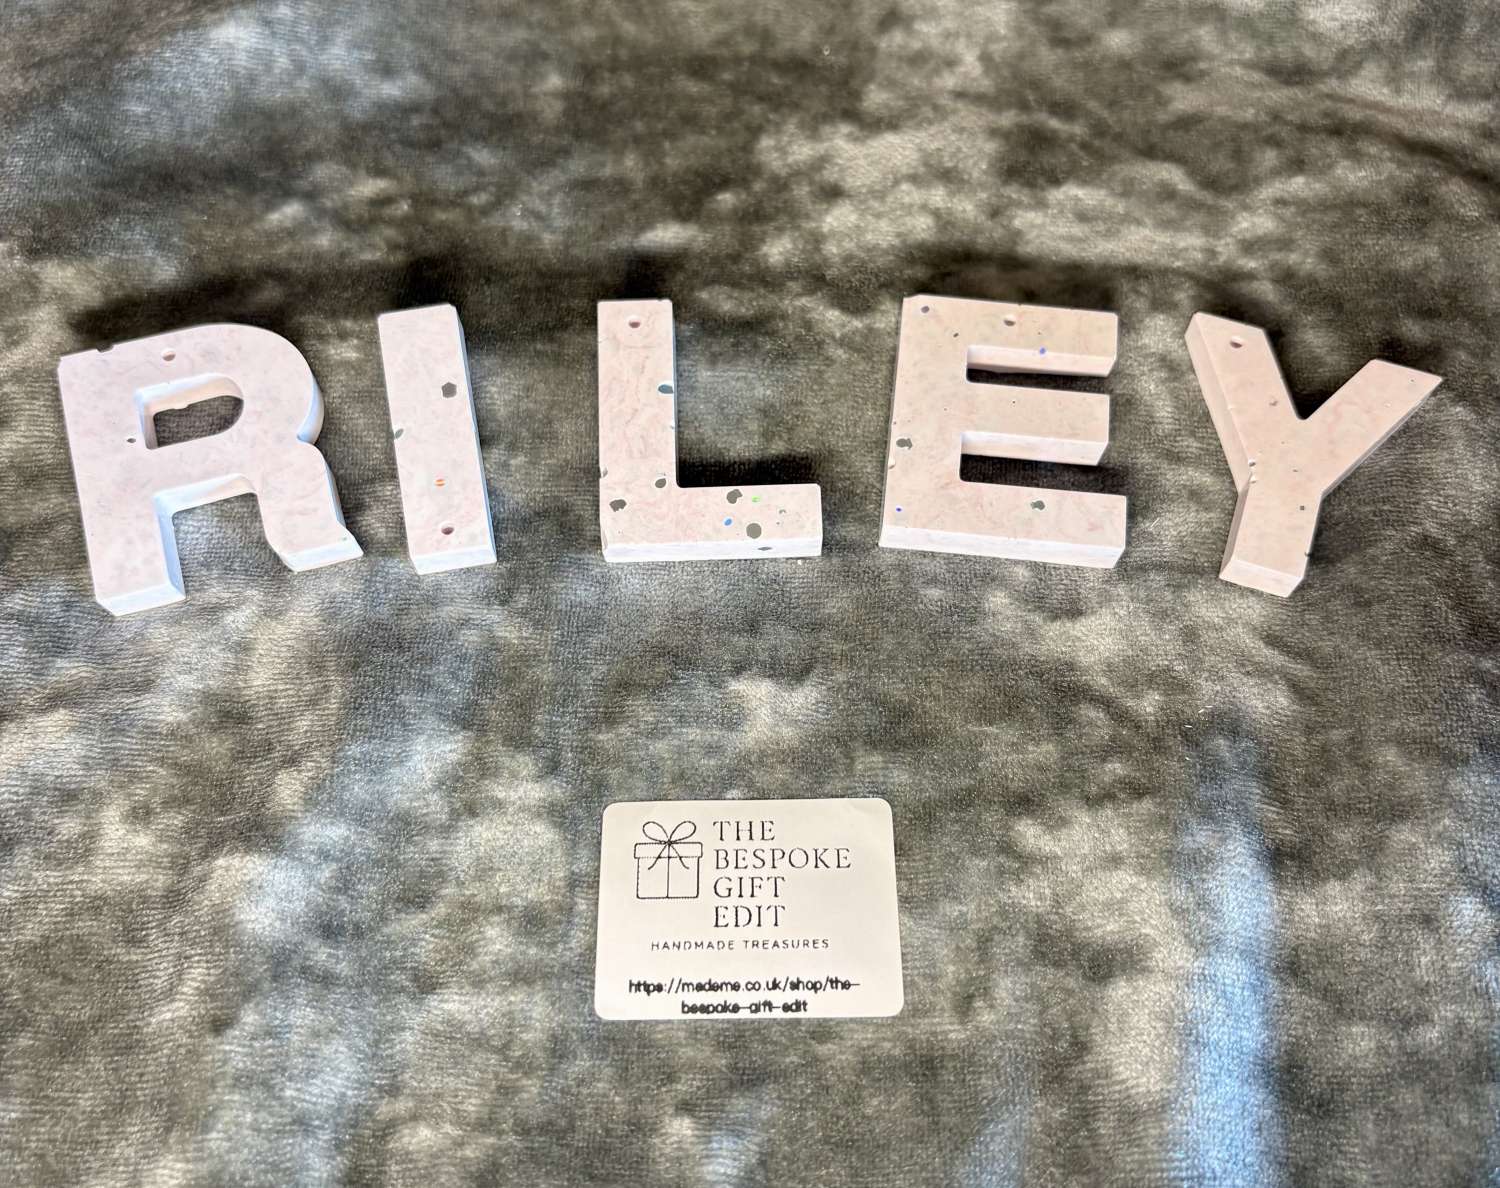 RILEY
THE
BESPOKE
GIFT
EDIT
HANDMADE TREASURES
https://mademe.co.uk/shop/the-
bespoke-gift-edit